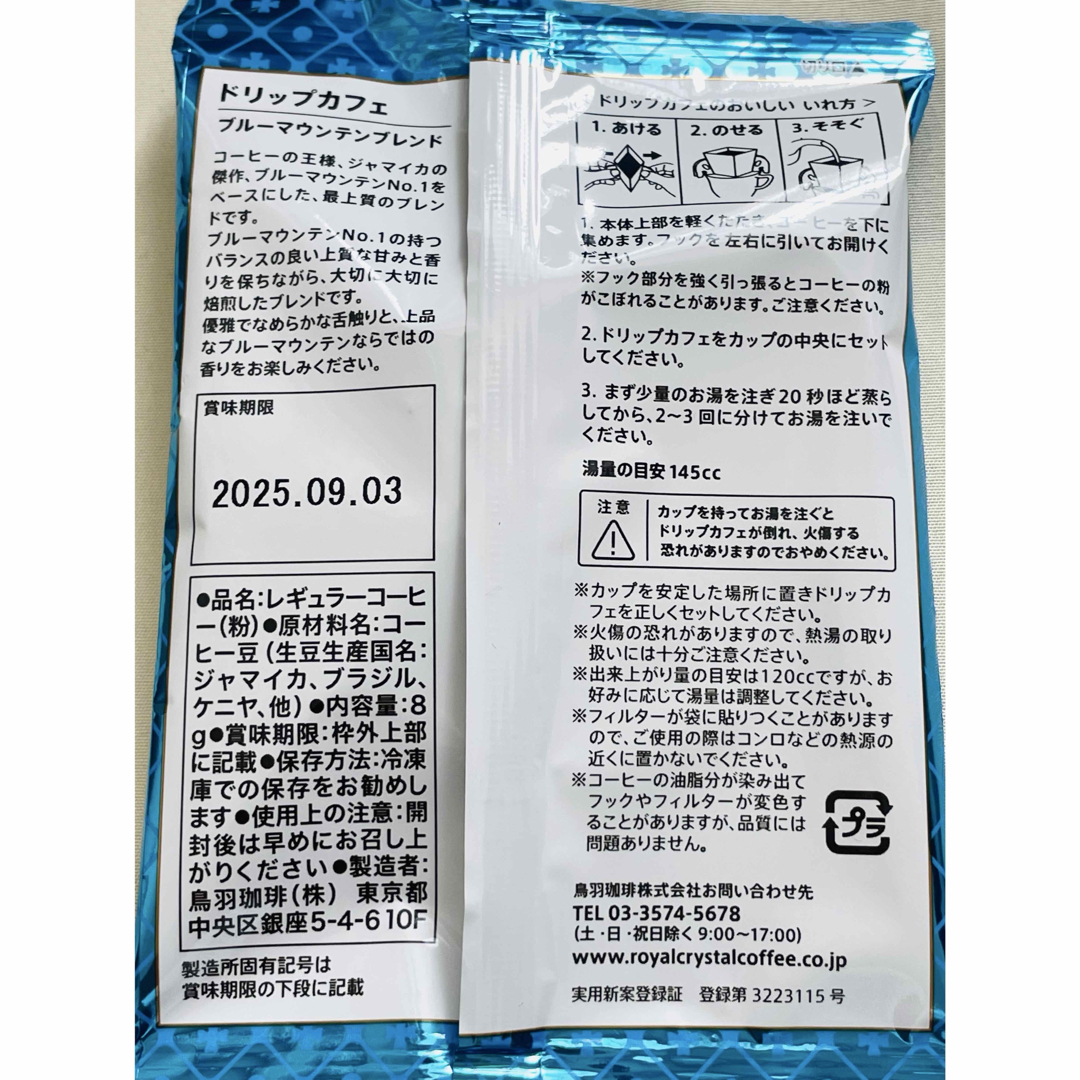 切り口▲
ドリップカフェ
ブルーマウンテンブレンド
コーヒーの王様、ジャマイカの
傑作、ブルーマウンテンNo.1を
ベースにした、最上質のブレン
ドです。
ブルーマウンテンNo.1の持つ
バランスの良い上質な甘みと香
りを保ちながら、大切に大切に
焙煎したブレンドです。
優雅でなめらかな舌触りと、上品
なブルーマウンテンならではの
香りをお楽しみください。
賞味期限
2025.09.03
●品名:レギュラーコーヒ
ー(粉)●原材料名:コー
ヒー豆(生豆生産国名:
ジャマイカ、ブラジル、
ケニヤ、他)●内容量:8
g●賞味期限:枠外上部
に記載●保存方法:冷凍
庫での保存をお勧めし
ます●使用上の注意:開
封後は早めにお召し上
がりください●製造者:
鳥羽珈琲(株) 東京都
中央区銀座5-4-6 10F
製造所固有記号は
賞味期限の下段に記載
ドリップカフェのおいしい いれ方 >
1. あける
2. のせる
3. そそぐ
1. 本体上部を軽くたたき、コーヒーを下に
集めます。フックを左右に引いてお開けく
ださい。
※フック部分を強く引っ張るとコーヒーの粉
がこぼれることがあります。ご注意ください。
2. ドリップカフェをカップの中央にセット
してください。
3. まず少量のお湯を注ぎ20秒ほど蒸ら
してから、2〜3回に分けてお湯を注いで
ください。
湯量の目安145cc
注意
カップを持ってお湯を注ぐと
ドリップカフェが倒れ、火傷する
恐れがありますのでおやめください。
※カップを安定した場所に置きドリップカ
フェを正しくセットしてください。
※火傷の恐れがありますので、熱湯の取り
扱いには十分ご注意ください。
※出来上がり量の目安は120ccですが、お
好みに応じて湯量は調整してください。
※フィルターが袋に貼りつくことがあります
ので、ご使用の際はコンロなどの熱源の
近くに置かないでください。
※コーヒーの油脂分が染み出て
フックやフィルターが変色す
ることがありますが、品質には
問題ありません。
プラ
鳥羽珈琲株式会社お問い合わせ先
TEL 03-3574-5678
(土・日・祝日除く 9:00〜17:00)
www.royalcrystalcoffee.co.jp
実用新案登録証 登録第 3223115 号